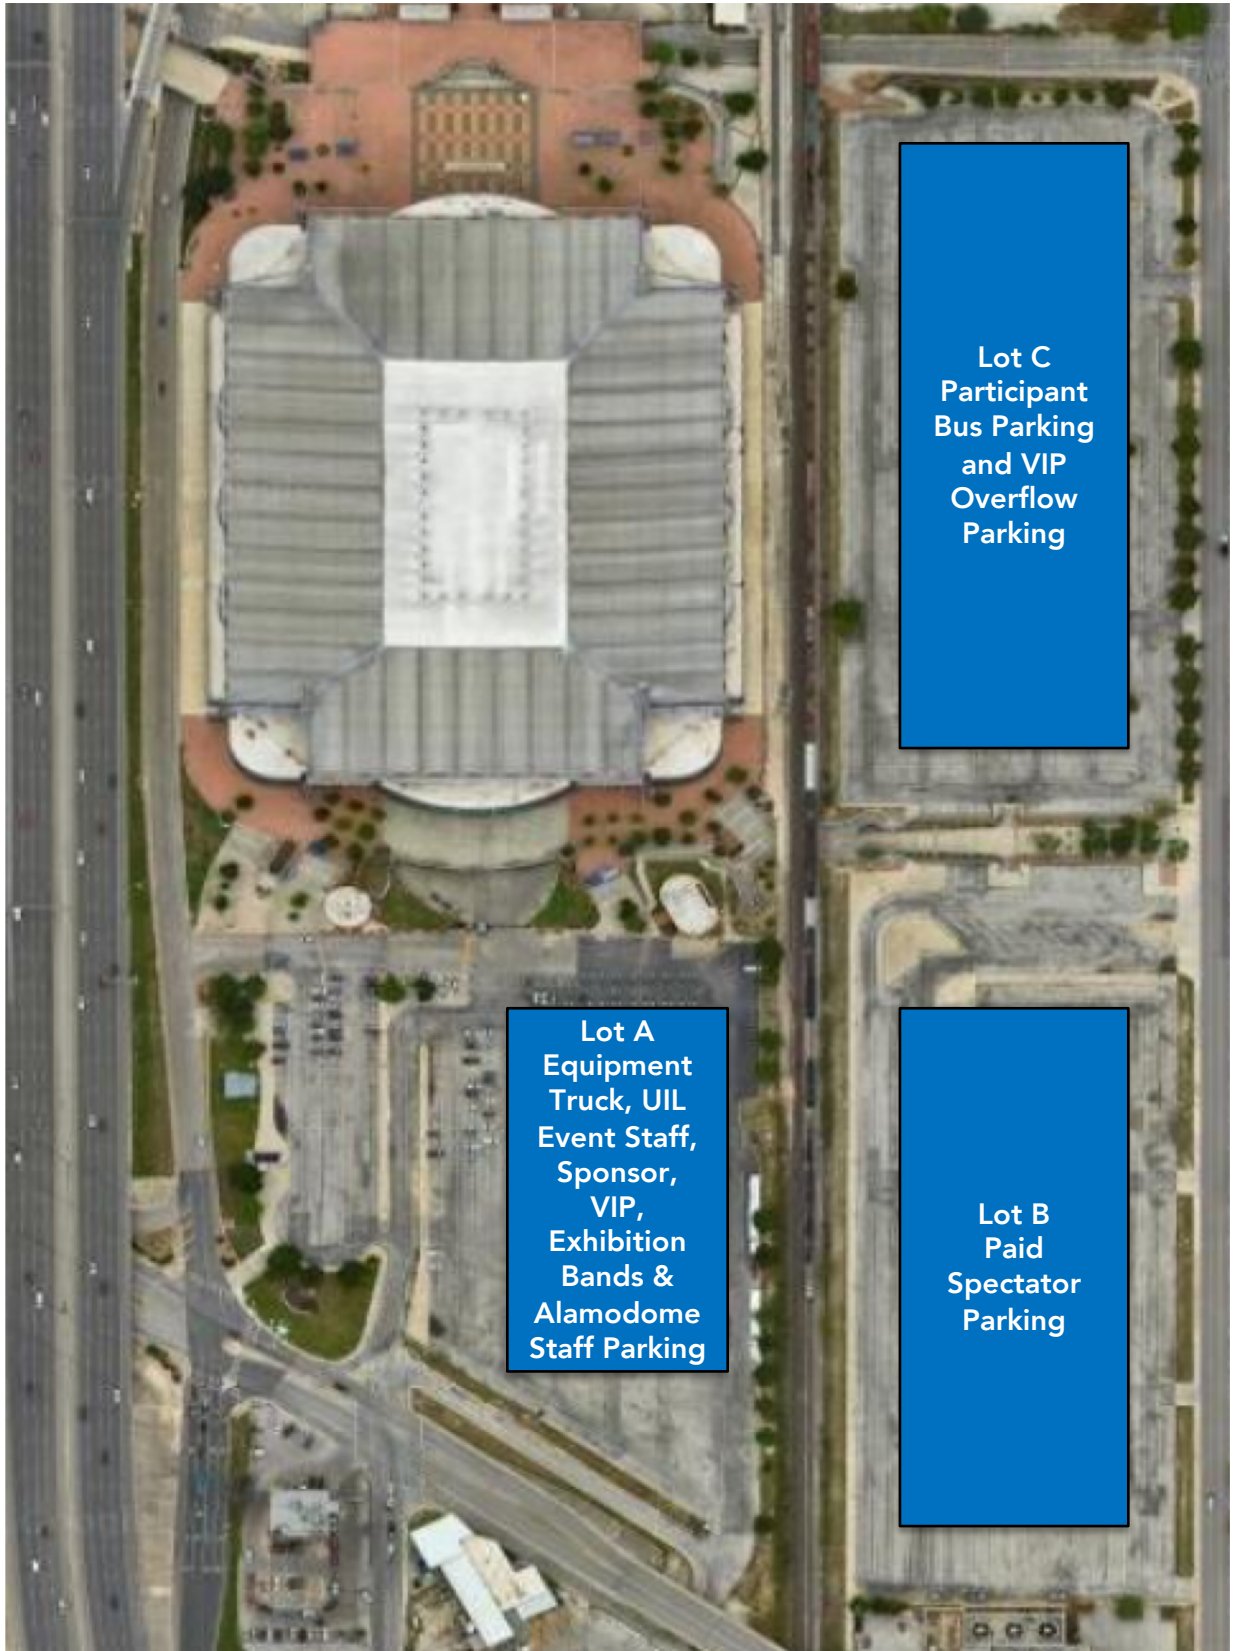 Lot C
Participant
Bus Parking
and VIP
Overflow
Parking
Lot A
Equipment
Truck, UIL
Event Staff,
Sponsor,
VIP,
Exhibition
Bands &
Alamodome
Staff Parking
Lot B
Paid
Spectator
Parking